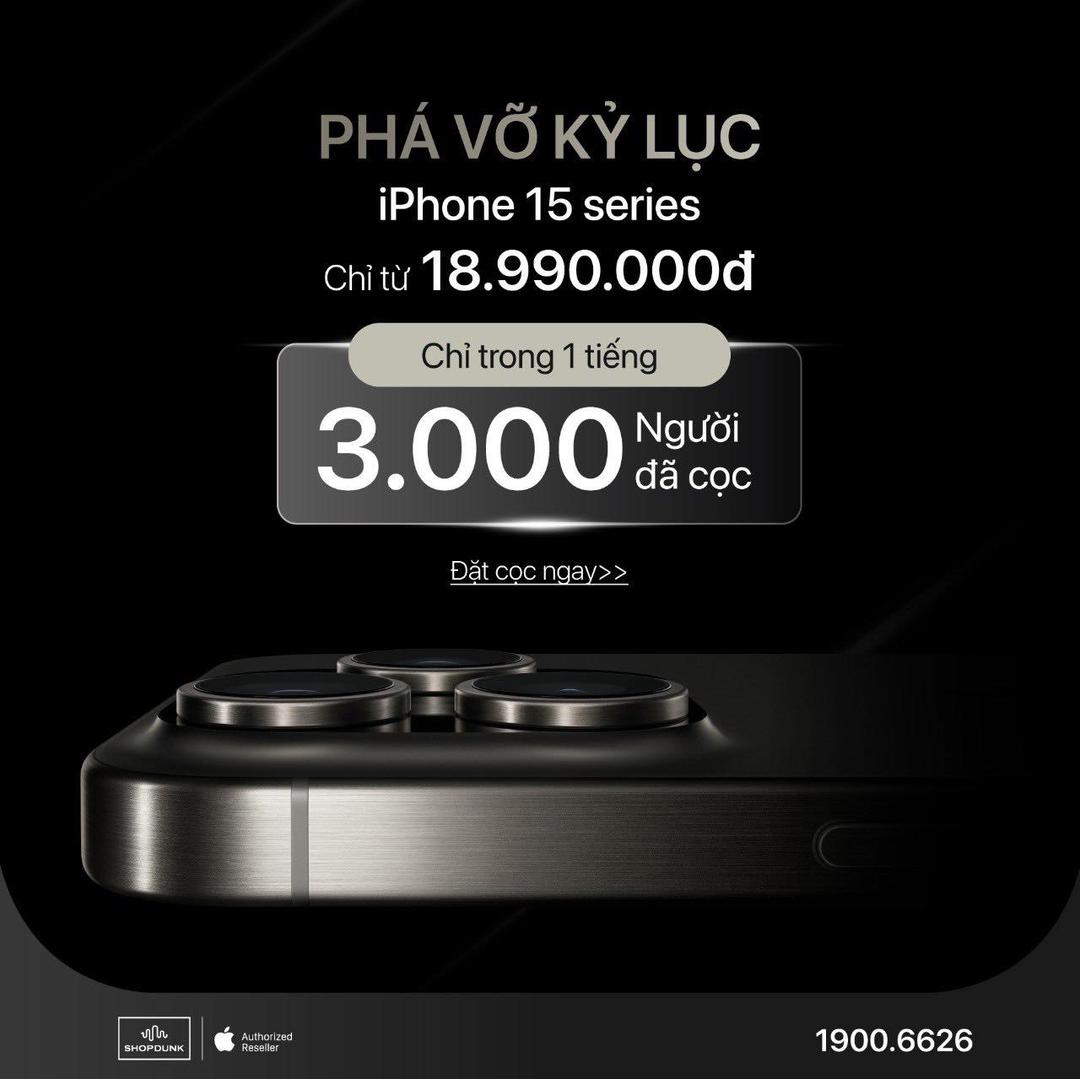 PHÁ VỠ KỶ LỤC
iPhone 15 series
Chỉ từ 18.990.000đ
Chỉ trong 1 tiếng
3.000 Người
đã cọc
Đặt cọc ngay>>
SHOPDUNK
Authorized
Reseller
1900.6626